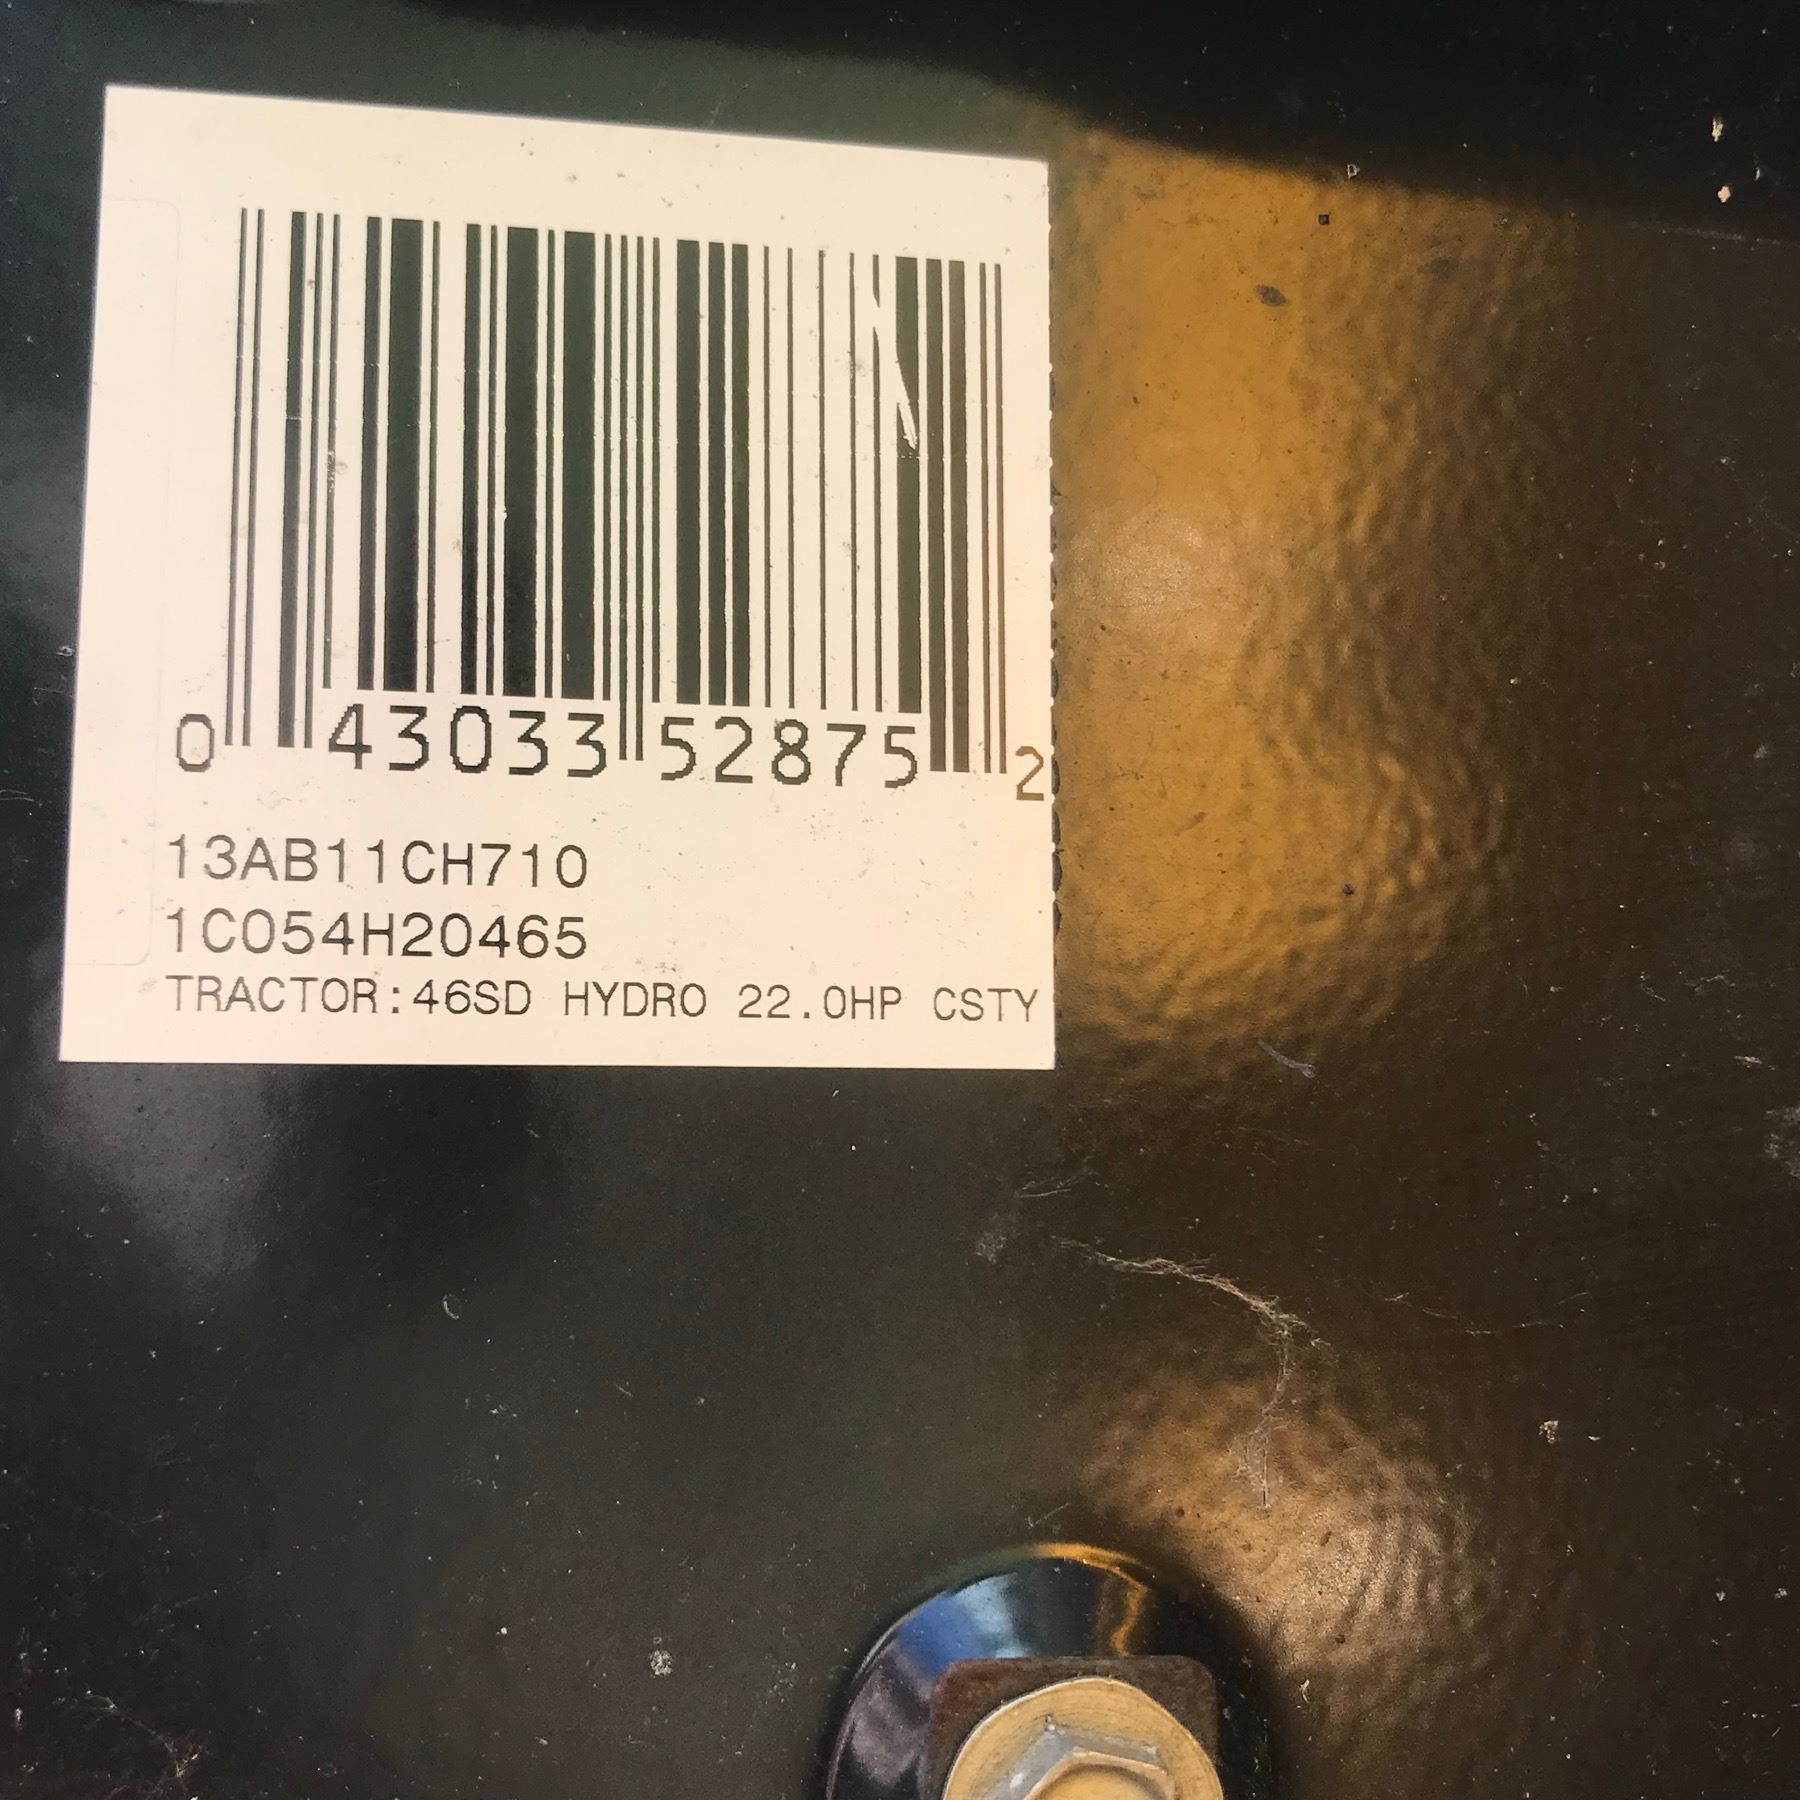 0 43033 52875 2
13AB11CH710
1C054H20465
TRACTOR:46SD HYDRO 22.0HP CSTY